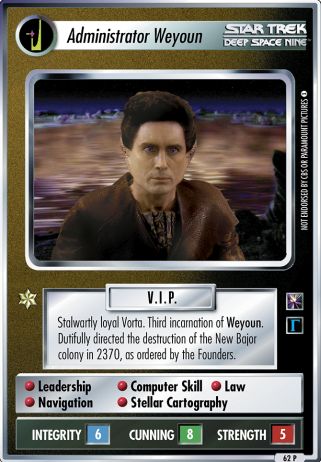 Administrator Weyoun
STAR TREK
DEEP SPACE NINE
NOT ENDORSED BY CBS OR PARAMOUNT PICTURES
V.I.P.
Stalwartly loyal Vorta. Third incarnation of Weyoun.
Dutifully directed the destruction of the New Bajor
colony in 2370, as ordered by the Founders.
Leadership
Computer Skill
Law
Navigation
Stellar Cartography
INTEGRITY 6 CUNNING 8 STRENGTH 5
62 P